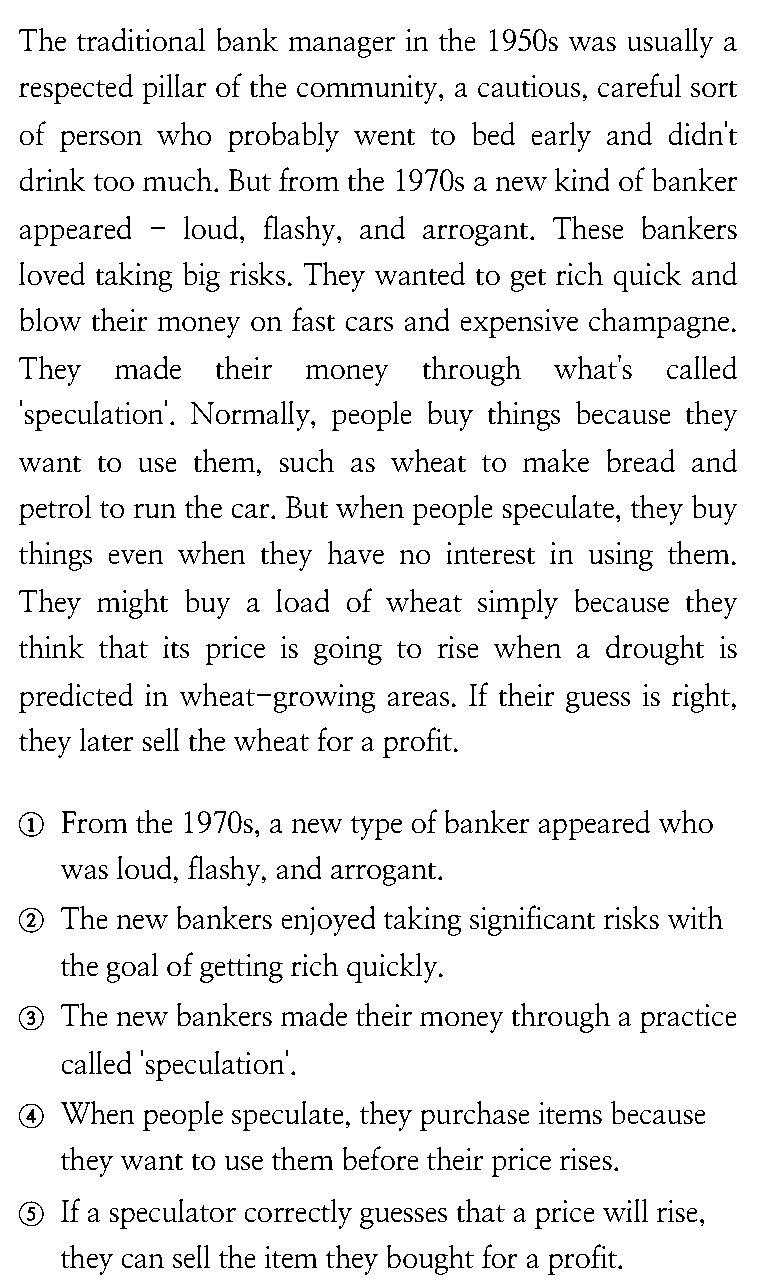 The traditional bank manager in the 1950s was usually a
respected pillar of the community, a cautious, careful sort
of person who probably went to bed early and didn't
drink too much. But from the 1970s a new kind of banker
appeared - loud, flashy, and arrogant. These bankers
loved taking big risks. They wanted to get rich quick and
blow their money on fast cars and expensive champagne.
They made their money through what's called
'speculation'. Normally, people buy things because they
want to use them, such as wheat to make bread and
petrol to run the car. But when people speculate, they buy
things even when they have no interest in using them.
They might buy a load of wheat simply because they
think that its price is going to rise when a drought is
predicted in wheat-growing areas. If their guess is right,
they later sell the wheat for a profit.
① From the 1970s, a new type of banker appeared who
was loud, flashy, and arrogant.
② The new bankers enjoyed taking significant risks with
the goal of getting rich quickly.
③ The new bankers made their money through a practice
called 'speculation'.
④ When people speculate, they purchase items because
they want to use them before their price rises.
⑤ If a speculator correctly guesses that a price will rise,
they can sell the item they bought for a profit.